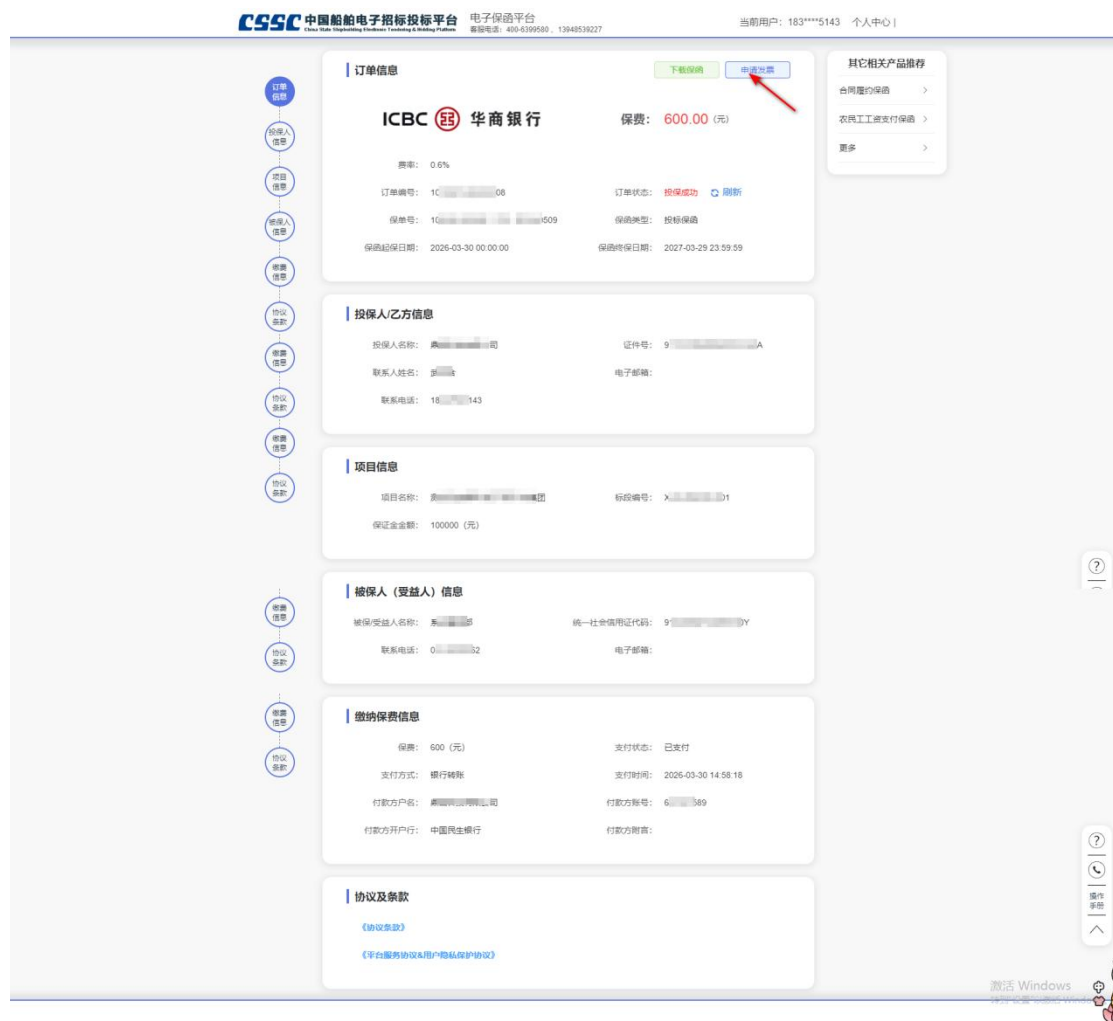 CSSC 中国船舶电子招标投标平台 电子保函平台
China State Shipbuilding Electronic Tendering & Bidding Platform 客服电话：400-6399580 、13948539227
当前用户：183****5143 个人中心 |
订单信息 下载保函 申请发票
ICBC 华商银行 保费：600.00 (元)
费率：0.6%
订单编号：10 08 订单状态：投保成功 刷新
保单号：10 509 保函类型：投标保函
保函起保日期：2026-03-30 00:00:00 保函终保日期：2027-03-29 23:59:59
其它相关产品推荐
合同履约保函
农民工工资支付保函
更多
订单
信息
投保人
信息
项目
信息
被保人
信息
缴费
信息
协议
条款
缴费
信息
协议
条款
缴费
信息
协议
条款
投保人/乙方信息
投保人名称： 司 证件号：9 A
联系人姓名： 电子邮箱：
联系电话：18 143
项目信息
项目名称： 团 标段编号：X 01
保证金金额：100000（元）
缴费
信息
协议
条款
被保人（受益人）信息
被保/受益人名称： 统一社会信用证代码：91 DY
联系电话：0 52 电子邮箱：
缴费
信息
协议
条款
缴纳保费信息
保费：600（元） 支付状态：已支付
支付方式：银行转账 支付时间：2026-03-30 14:58:18
付款方户名： 司 付款方账号：6 589
付款方开户行：中国民生银行 付款方附言：
协议及条款
《协议条款》
《平台服务协议&用户隐私保护协议》
操作
手册
激活 Windows